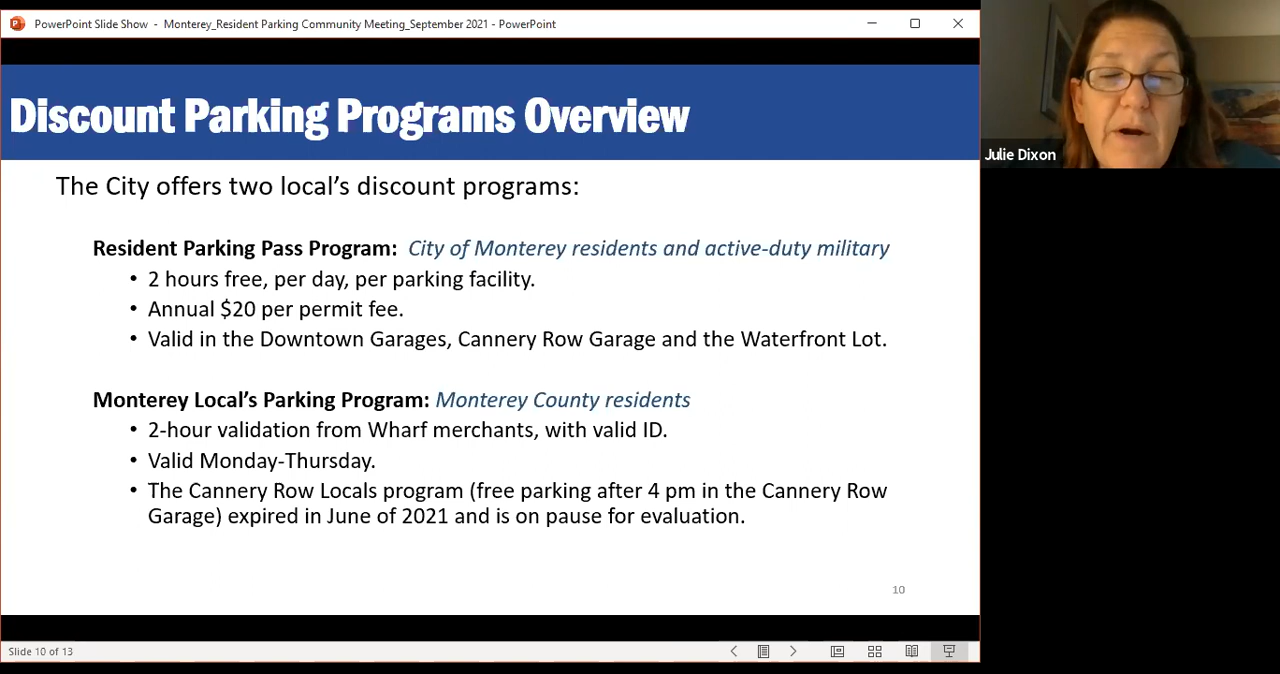 PowerPoint Slide Show - Monterey_Resident Parking Community Meeting_September 2021 - PowerPoint
Discount Parking Programs Overview
Julie Dixon
The City offers two local’s discount programs:
Resident Parking Pass Program: City of Monterey residents and active-duty military
• 2 hours free, per day, per parking facility.
• Annual $20 per permit fee.
• Valid in the Downtown Garages, Cannery Row Garage and the Waterfront Lot.
Monterey Local’s Parking Program: Monterey County residents
• 2-hour validation from Wharf merchants, with valid ID.
• Valid Monday-Thursday.
• The Cannery Row Locals program (free parking after 4 pm in the Cannery Row
Garage) expired in June of 2021 and is on pause for evaluation.
10
Slide 10 of 13